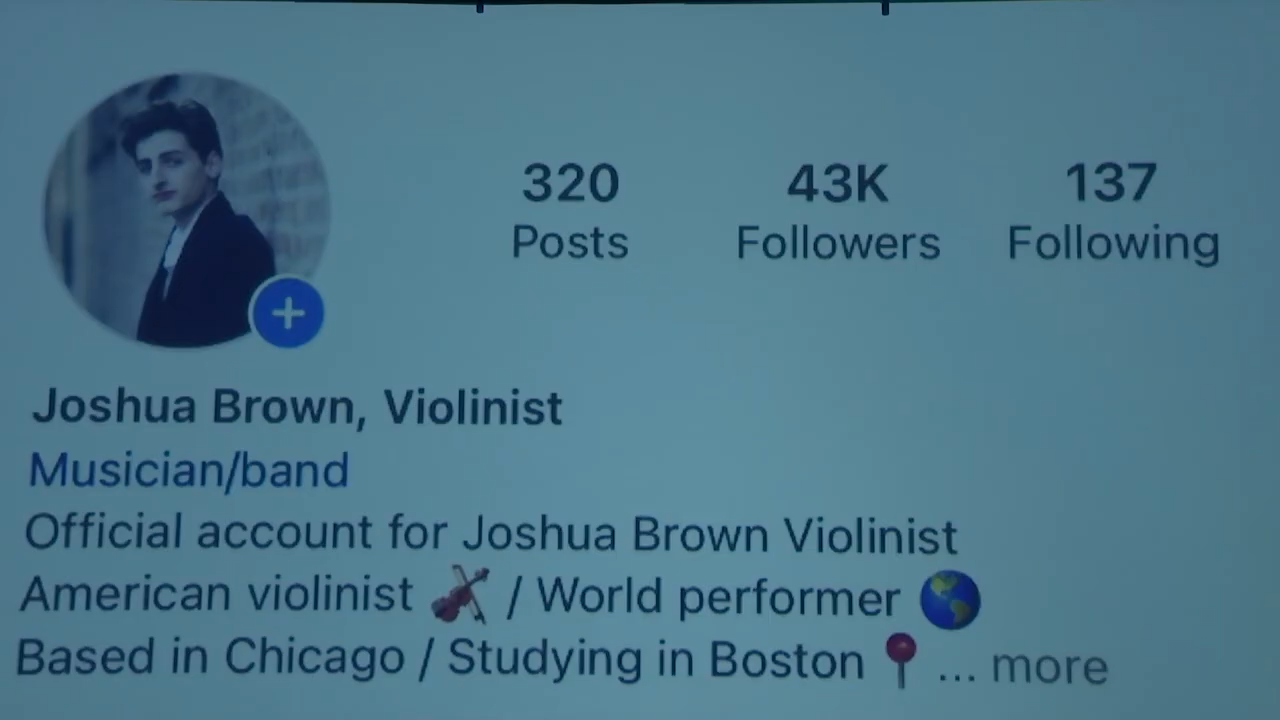 320 43K 137
Posts Followers Following
Joshua Brown, Violinist
Musician/band
Official account for Joshua Brown Violinist
American violinist 🎻 / World performer 🌎
Based in Chicago / Studying in Boston 📍 ... more